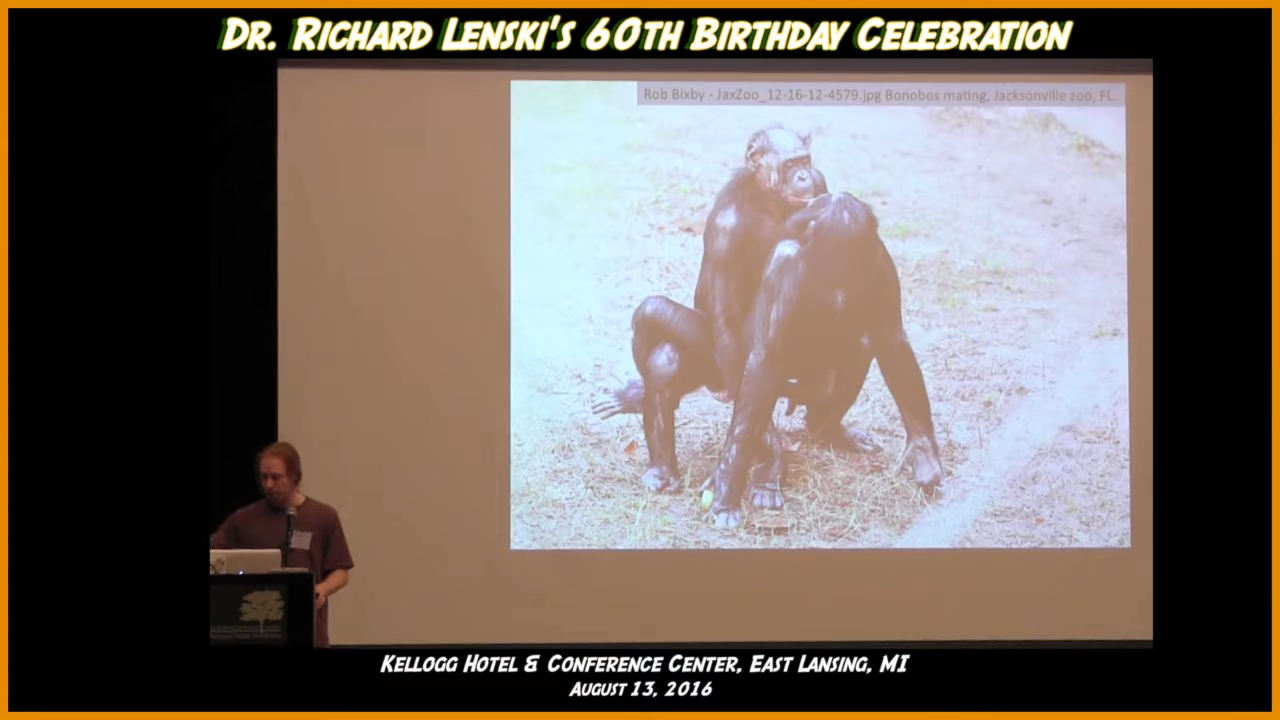 Dr. Richard Lenski's 60th Birthday Celebration
Rob Bixby - JaxZoo_12-16-12-4579.jpg Bonobos mating, Jacksonville zoo, FL.
Kellogg Hotel & Conference Center, East Lansing, MI
August 13, 2016